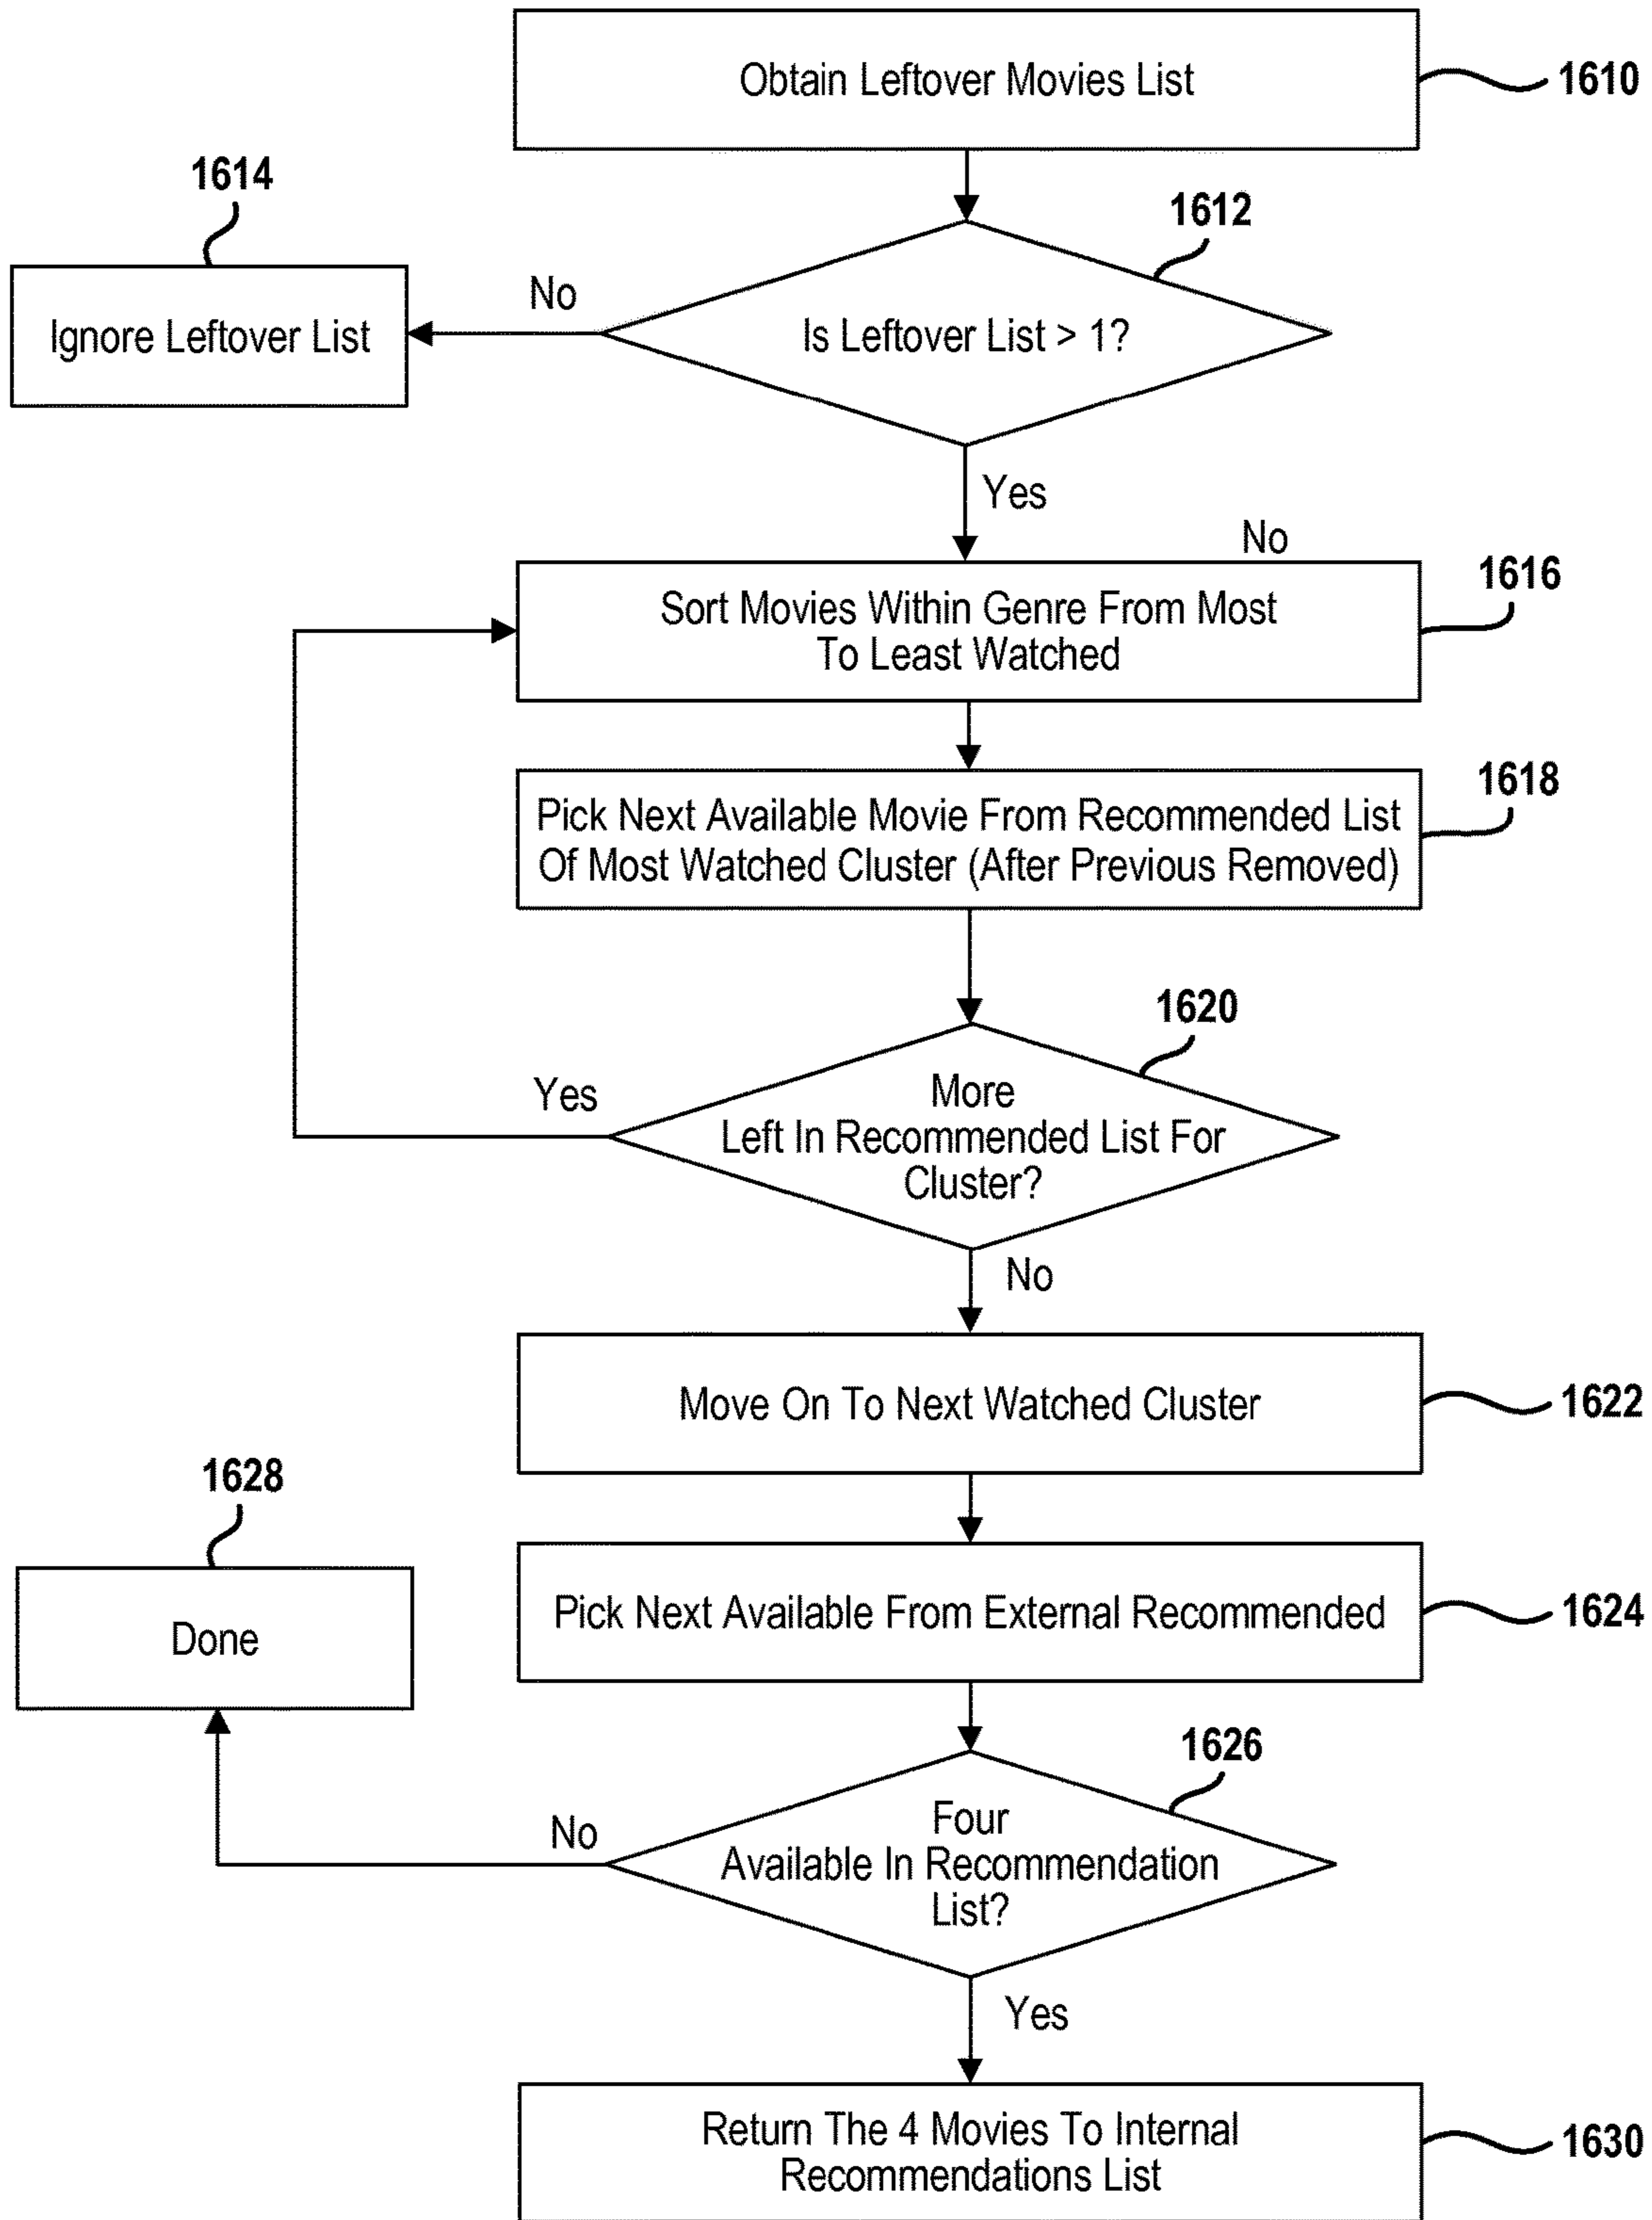 Obtain Leftover Movies List
1610
1614
1612
No
Ignore Leftover List
Is Leftover List > 1?
Yes
No
1616
Sort Movies Within Genre From Most
To Least Watched
1618
Pick Next Available Movie From Recommended List
Of Most Watched Cluster (After Previous Removed)
1620
Yes
More
Left In Recommended List For
Cluster?
No
Move On To Next Watched Cluster
1622
1628
Done
Pick Next Available From External Recommended
1624
1626
No
Four
Available In Recommendation
List?
Yes
Return The 4 Movies To Internal
Recommendations List
1630